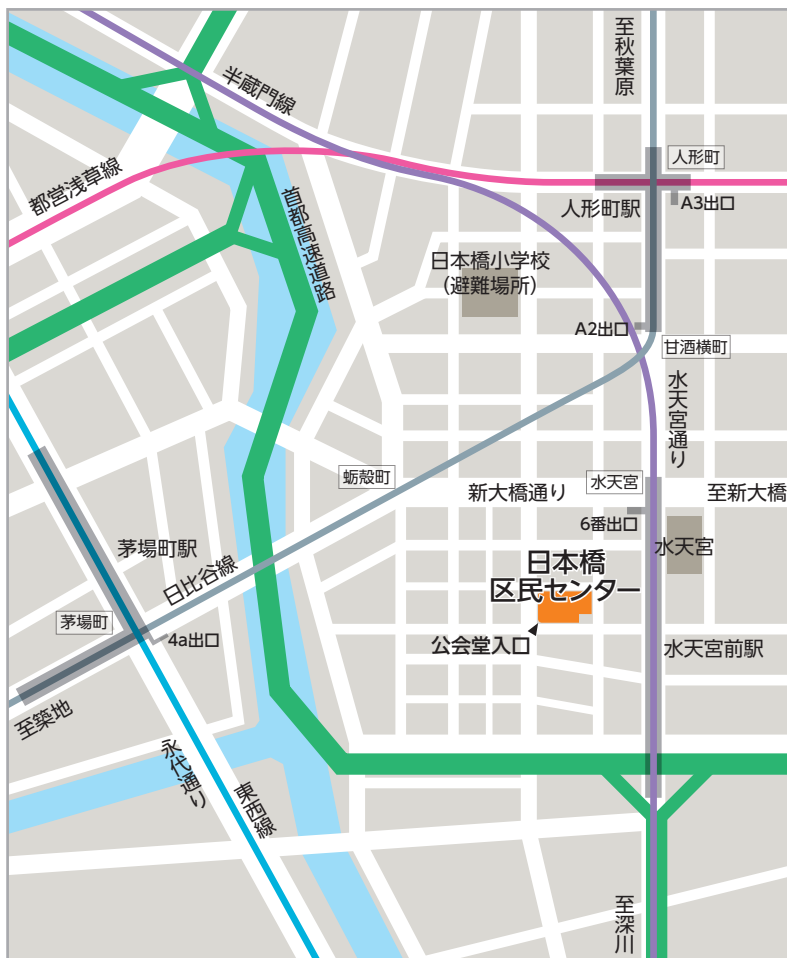 至秋葉原
半蔵門線
人形町
都営浅草線
人形町駅
A3出口
首都高速道路
日本橋小学校
（避難場所）
A2出口
甘酒横町
水天宮通り
蛎殻町
新大橋通り
水天宮
至新大橋
6番出口
茅場町駅
水天宮
日本橋
区民センター
日比谷線
茅場町
4a出口
公会堂入口
水天宮前駅
至築地
永代通り
東西線
至深川